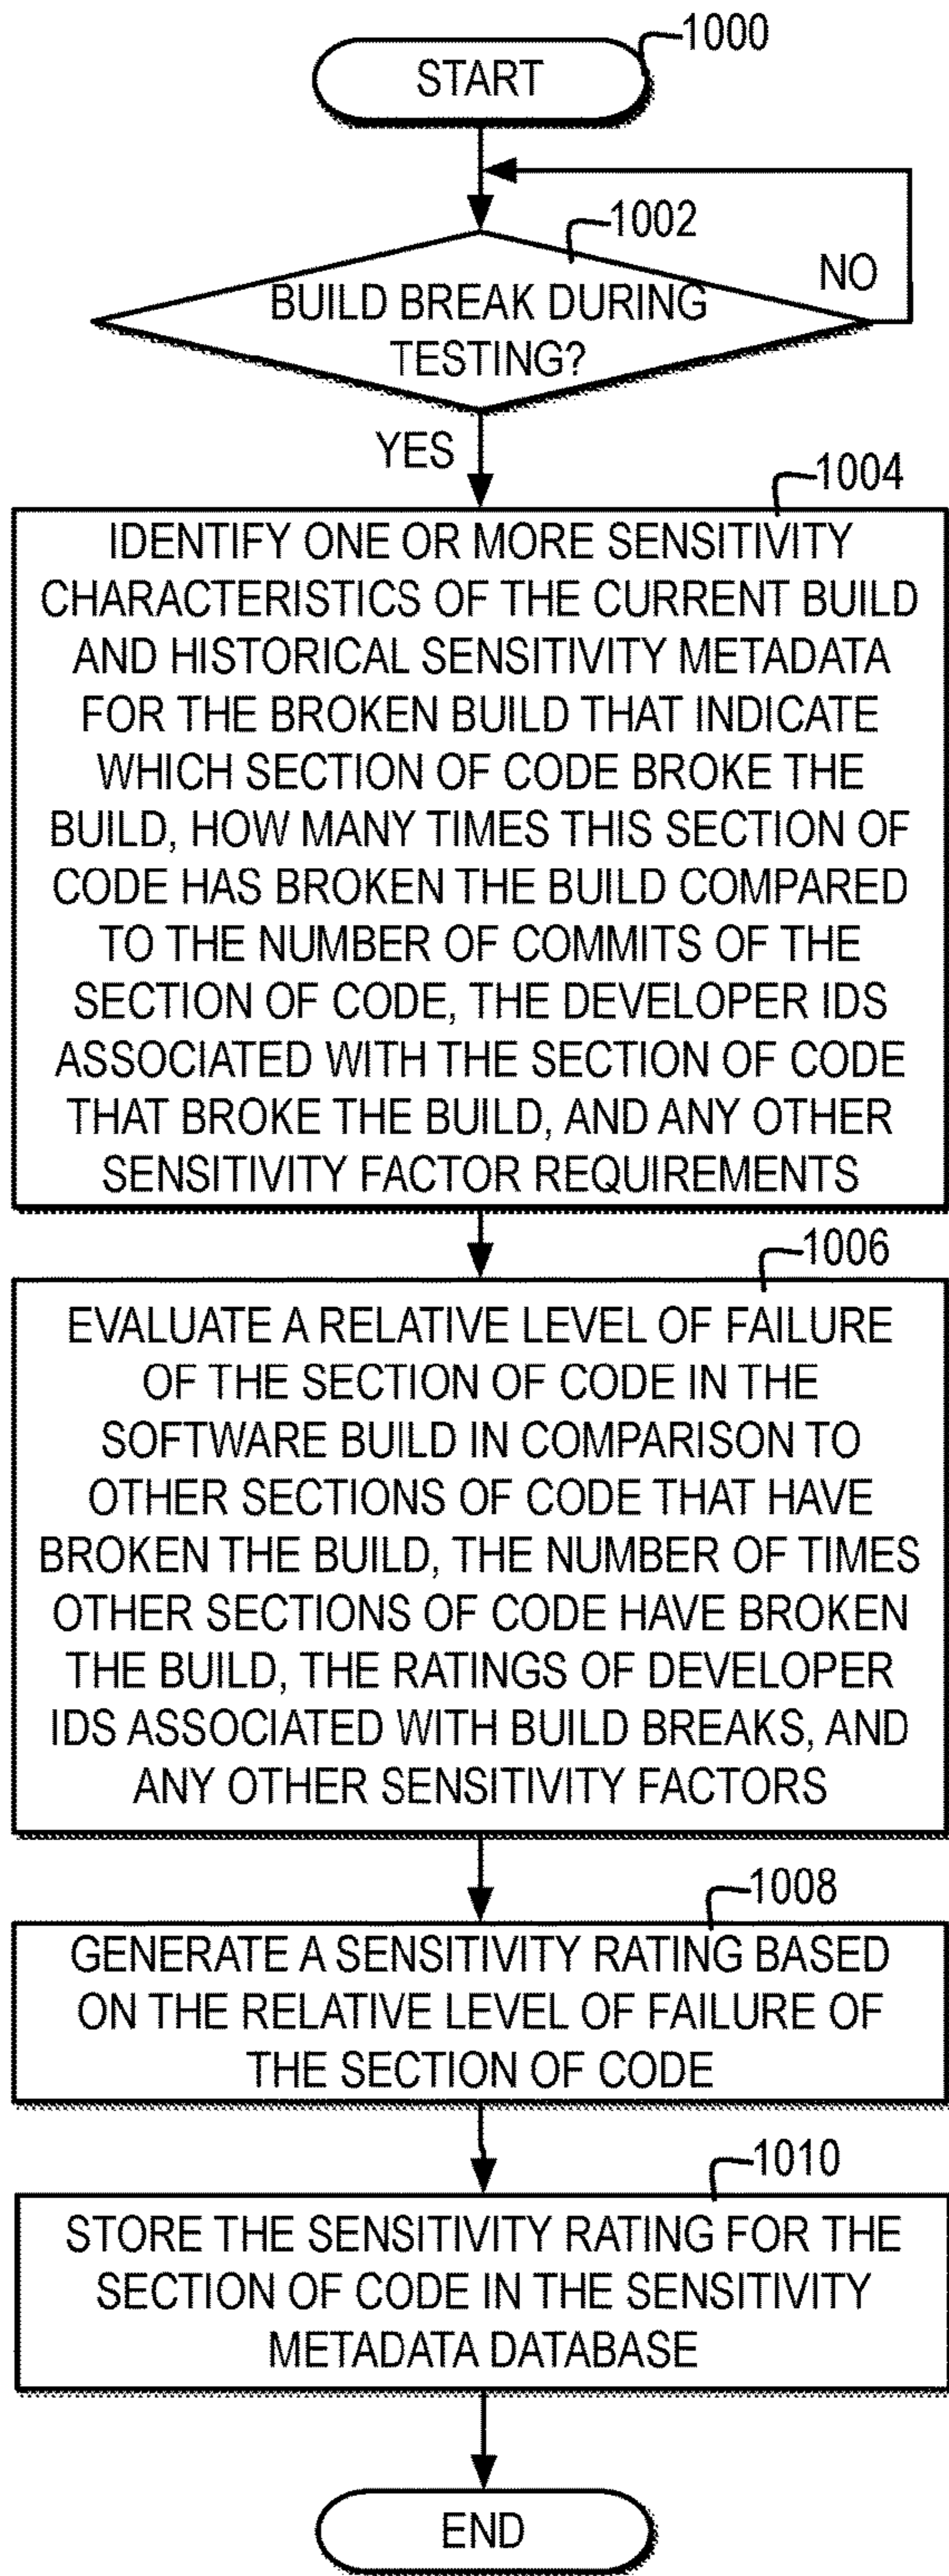 1000
START
1002
NO
BUILD BREAK DURING
TESTING?
YES
1004
IDENTIFY ONE OR MORE SENSITIVITY
CHARACTERISTICS OF THE CURRENT BUILD
AND HISTORICAL SENSITIVITY METADATA
FOR THE BROKEN BUILD THAT INDICATE
WHICH SECTION OF CODE BROKE THE
BUILD, HOW MANY TIMES THIS SECTION OF
CODE HAS BROKEN THE BUILD COMPARED
TO THE NUMBER OF COMMITS OF THE
SECTION OF CODE, THE DEVELOPER IDS
ASSOCIATED WITH THE SECTION OF CODE
THAT BROKE THE BUILD, AND ANY OTHER
SENSITIVITY FACTOR REQUIREMENTS
1006
EVALUATE A RELATIVE LEVEL OF FAILURE
OF THE SECTION OF CODE IN THE
SOFTWARE BUILD IN COMPARISON TO
OTHER SECTIONS OF CODE THAT HAVE
BROKEN THE BUILD, THE NUMBER OF TIMES
OTHER SECTIONS OF CODE HAVE BROKEN
THE BUILD, THE RATINGS OF DEVELOPER
IDS ASSOCIATED WITH BUILD BREAKS, AND
ANY OTHER SENSITIVITY FACTORS
1008
GENERATE A SENSITIVITY RATING BASED
ON THE RELATIVE LEVEL OF FAILURE OF
THE SECTION OF CODE
1010
STORE THE SENSITIVITY RATING FOR THE
SECTION OF CODE IN THE SENSITIVITY
METADATA DATABASE
END